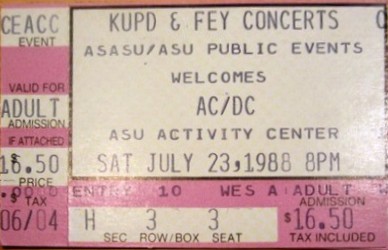 CEACC
EVENT
VALID FOR
ADULT
ADMISSION
IF ATTACHED
$
16.50
PRICE
& TAX
06/04
KUPD & FEY CONCERTS
ASASU/ASU PUBLIC EVENTS
WELCOMES
AC/DC
ASU ACTIVITY CENTER
SAT JULY 23,1988 8PM
ENTRY 10 WES A ADULT
ADMISSION
H 3 3 $16.50
SEC ROW/BOX SEAT TAX INCLUDED